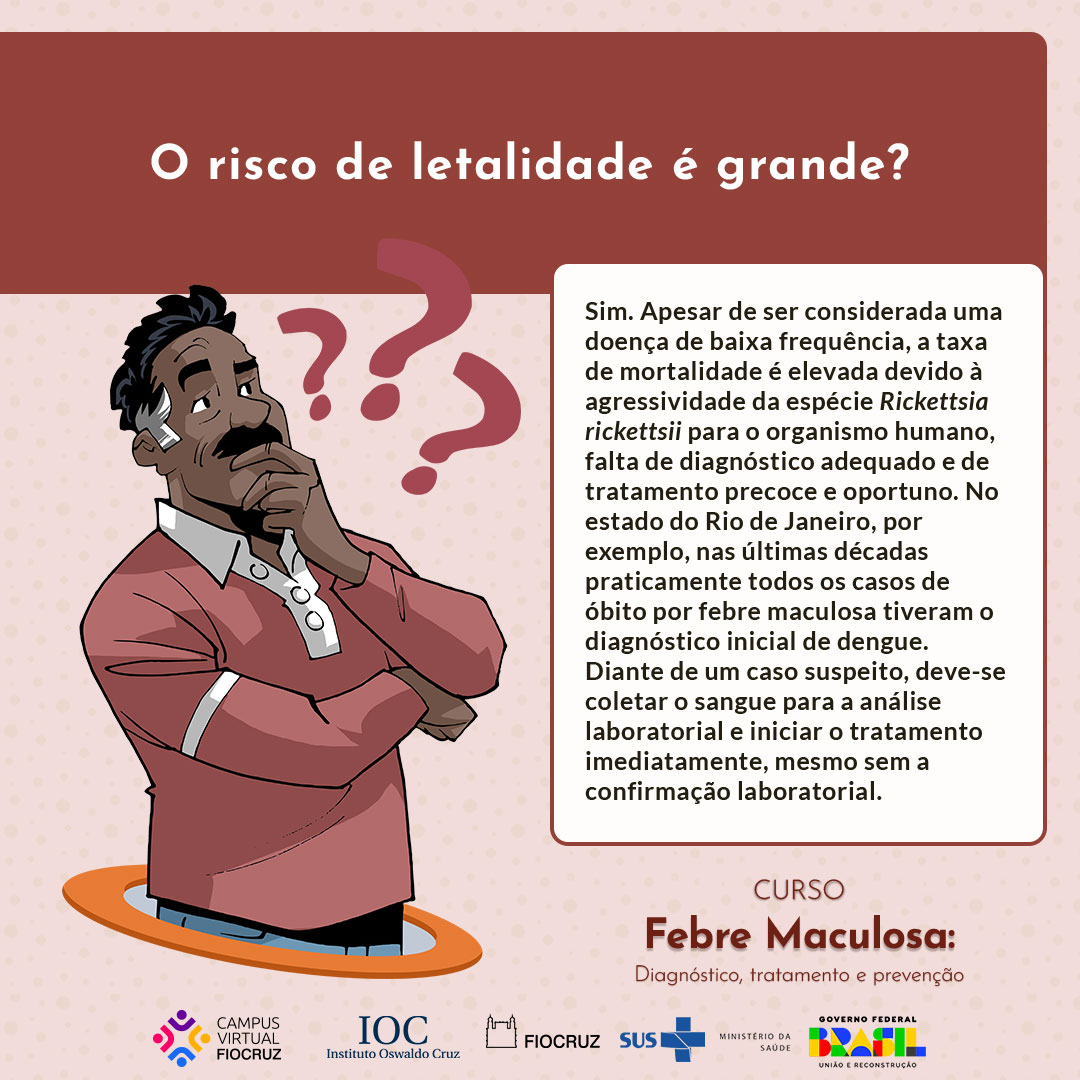 O risco de letalidade é grande?
Sim. Apesar de ser considerada uma
doença de baixa frequência, a taxa
de mortalidade é elevada devido à
agressividade da espécie Rickettsia
rickettsii para o organismo humano,
falta de diagnóstico adequado e de
tratamento precoce e oportuno. No
estado do Rio de Janeiro, por
exemplo, nas últimas décadas
praticamente todos os casos de
óbito por febre maculosa tiveram o
diagnóstico inicial de dengue.
Diante de um caso suspeito, deve-se
coletar o sangue para a análise
laboratorial e iniciar o tratamento
imediatamente, mesmo sem a
confirmação laboratorial.
CURSO
Febre Maculosa:
Diagnóstico, tratamento e prevenção
CAMPUS
VIRTUAL
FIOCRUZ
IOC
Instituto Oswaldo Cruz
FIOCRUZ
SUS
MINISTÉRIO DA
SAÚDE
GOVERNO FEDERAL
BRASIL
UNIÃO E RECONSTRUÇÃO